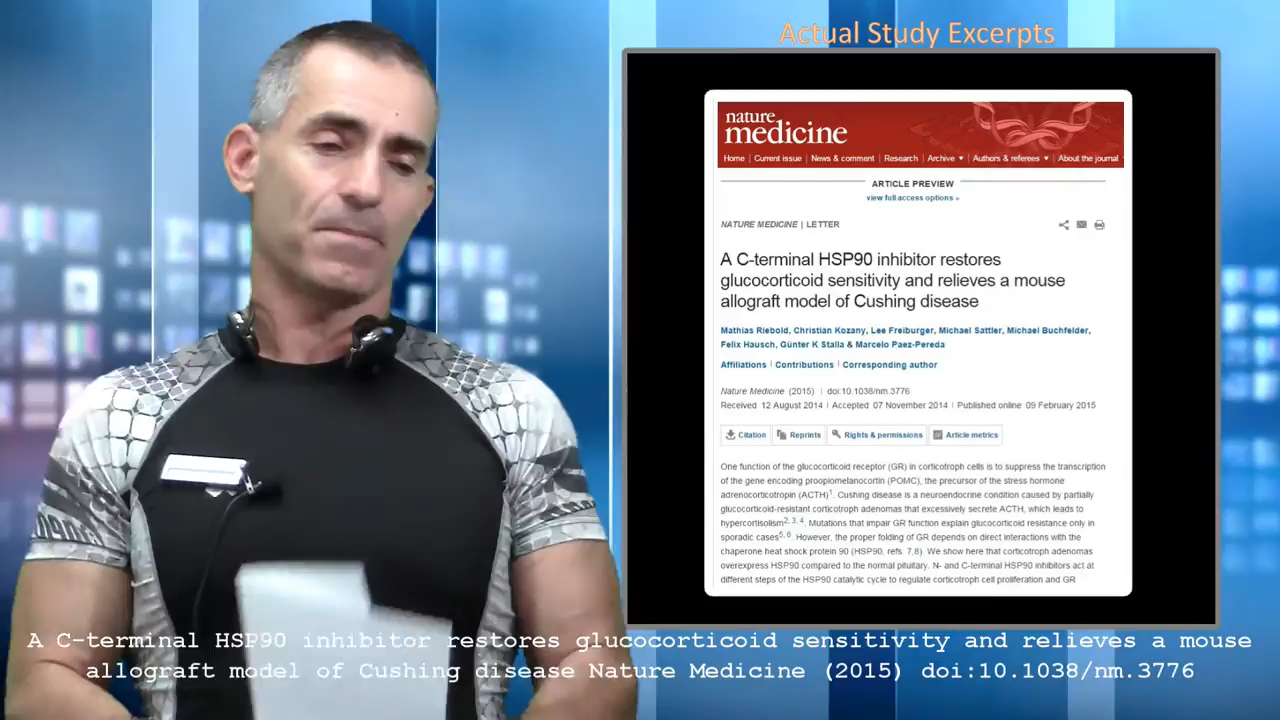 Actual Study Excerpts
nature
medicine
Home | Current issue | News & comment | Research | Archive ▼ | Authors & referees ▼ | About the journal
ARTICLE PREVIEW
view full access options »
NATURE MEDICINE | LETTER
A C-terminal HSP90 inhibitor restores
glucocorticoid sensitivity and relieves a mouse
allograft model of Cushing disease
Mathias Riebold, Christian Kozany, Lee Freiburger, Michael Sattler, Michael Buchfelder,
Felix Hausch, Günter K Stalla & Marcelo Paez-Pereda
Affiliations | Contributions | Corresponding author
Nature Medicine (2015) | doi:10.1038/nm.3776
Received 12 August 2014 | Accepted 07 November 2014 | Published online 09 February 2015
Citation Reprints Rights & permissions Article metrics
One function of the glucocorticoid receptor (GR) in corticotroph cells is to suppress the transcription
of the gene encoding proopiomelanocortin (POMC), the precursor of the stress hormone
adrenocorticotropin (ACTH)1. Cushing disease is a neuroendocrine condition caused by partially
glucocorticoid-resistant corticotroph adenomas that excessively secrete ACTH, which leads to
hypercortisolism2, 3, 4. Mutations that impair GR function explain glucocorticoid resistance only in
sporadic cases5, 6. However, the proper folding of GR depends on direct interactions with the
chaperone heat shock protein 90 (HSP90, refs. 7,8). We show here that corticotroph adenomas
overexpress HSP90 compared to the normal pituitary. N- and C-terminal HSP90 inhibitors act at
different steps of the HSP90 catalytic cycle to regulate corticotroph cell proliferation and GR
A C-terminal HSP90 inhibitor restores glucocorticoid sensitivity and relieves a mouse
allograft model of Cushing disease Nature Medicine (2015) doi:10.1038/nm.3776